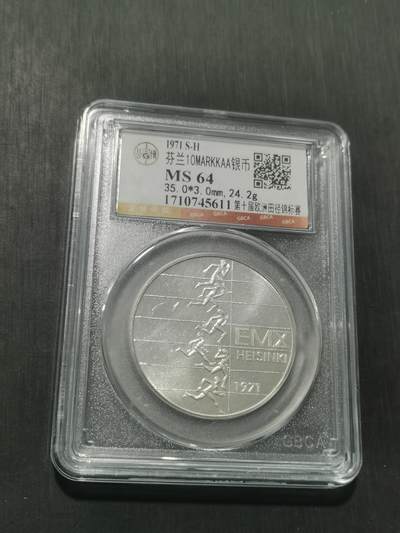 1971 S-H
芬兰10MARKKAA银币
MS 64
35.0*3.0mm,24.2g
1710745611 第十届欧洲田径锦标赛
GBCA GBCA GBCA
EMx
HELSINKI
1971
GBCA